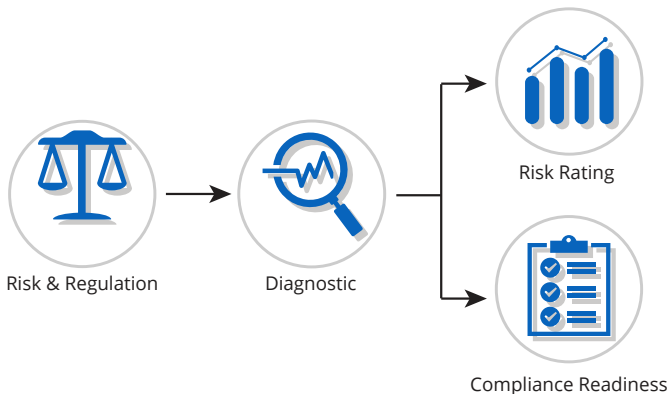 Risk & Regulation
Diagnostic
Risk Rating
Compliance Readiness